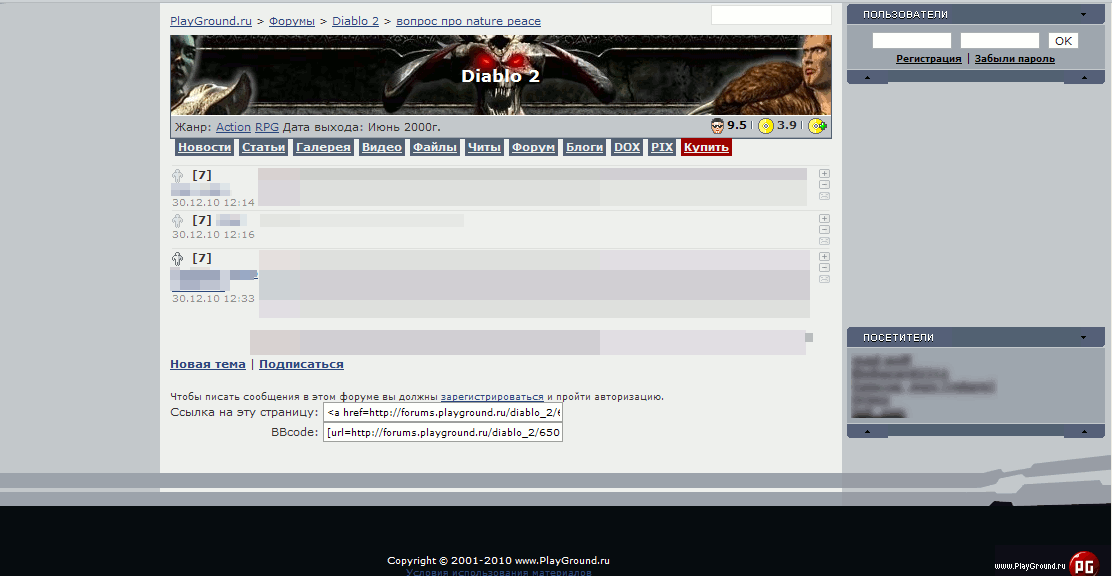 PlayGround.ru > Форумы > Diablo 2 > вопрос про nature peace
Diablo 2
Жанр: Action RPG Дата выхода: Июнь 2000г.
9.5 | 3.9 |
Новости Статьи Галерея Видео Файлы Читы Форум Блоги DOX PIX Купить
[7]
30.12.10 12:14
[7]
30.12.10 12:16
[7]
30.12.10 12:33
Новая тема | Подписаться
Чтобы писать сообщения в этом форуме вы должны зарегистрироваться и пройти авторизацию.
Ссылка на эту страницу: <a href=http://forums.playground.ru/diablo_2/6
BBcode: [url=http://forums.playground.ru/diablo_2/650
ПОЛЬЗОВАТЕЛИ
OK
Регистрация | Забыли пароль
ПОСЕТИТЕЛИ
Copyright © 2001-2010 www.PlayGround.ru
Условия использования материалов
www.PlayGround.ru PG